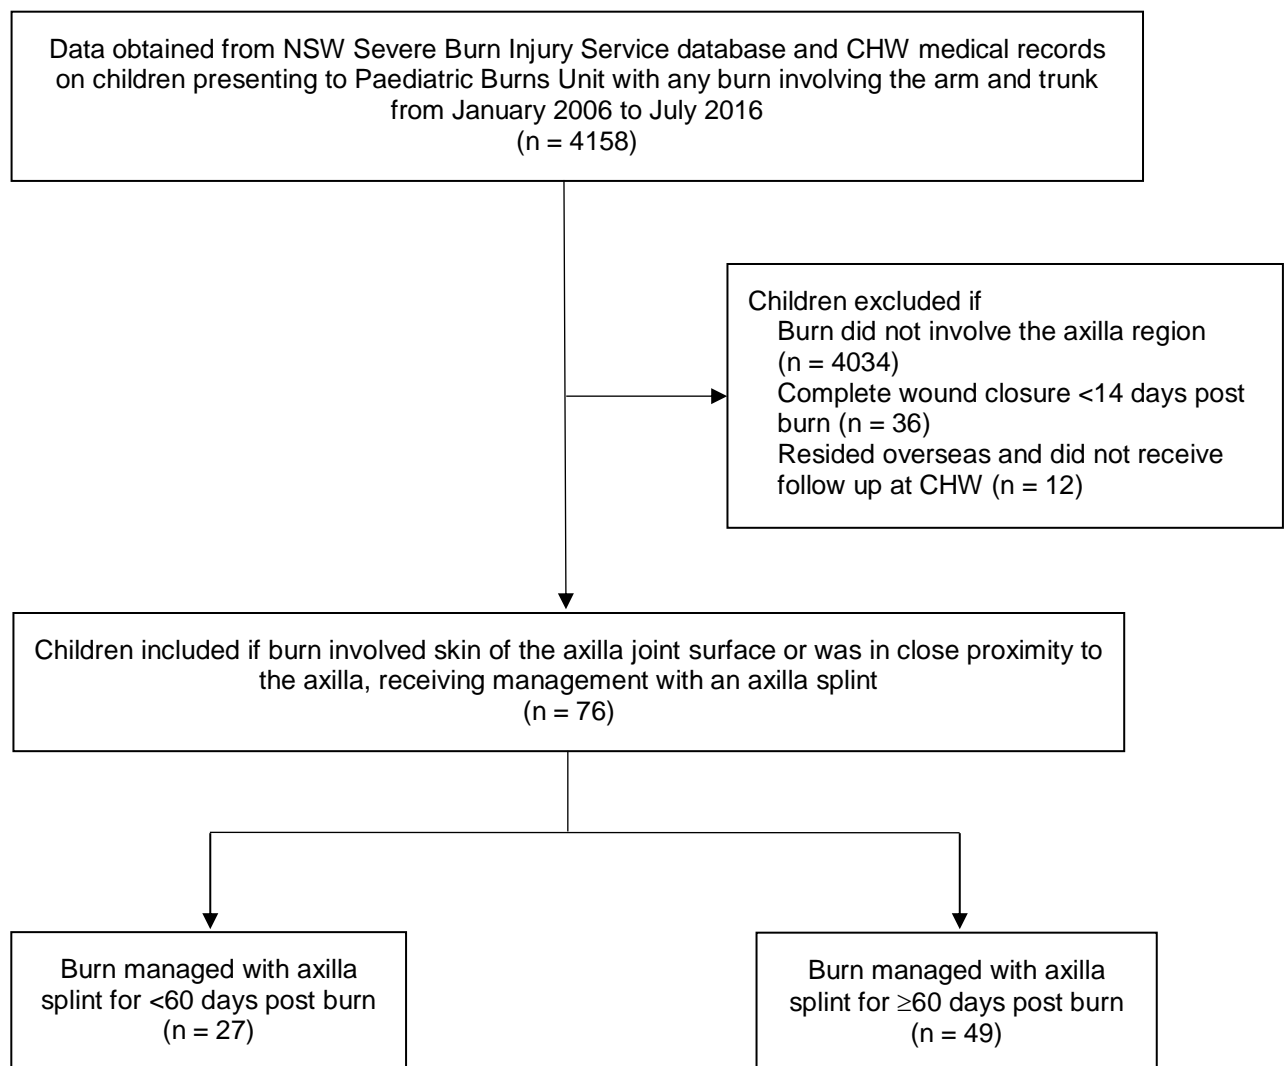 Data obtained from NSW Severe Burn Injury Service database and CHW medical records
on children presenting to Paediatric Burns Unit with any burn involving the arm and trunk
from January 2006 to July 2016
(n = 4158)
Children excluded if
Burn did not involve the axilla region
(n = 4034)
Complete wound closure <14 days post
burn (n = 36)
Resided overseas and did not receive
follow up at CHW (n = 12)
Children included if burn involved skin of the axilla joint surface or was in close proximity to
the axilla, receiving management with an axilla splint
(n = 76)
Burn managed with axilla
splint for <60 days post burn
(n = 27)
Burn managed with axilla
splint for ≥60 days post burn
(n = 49)